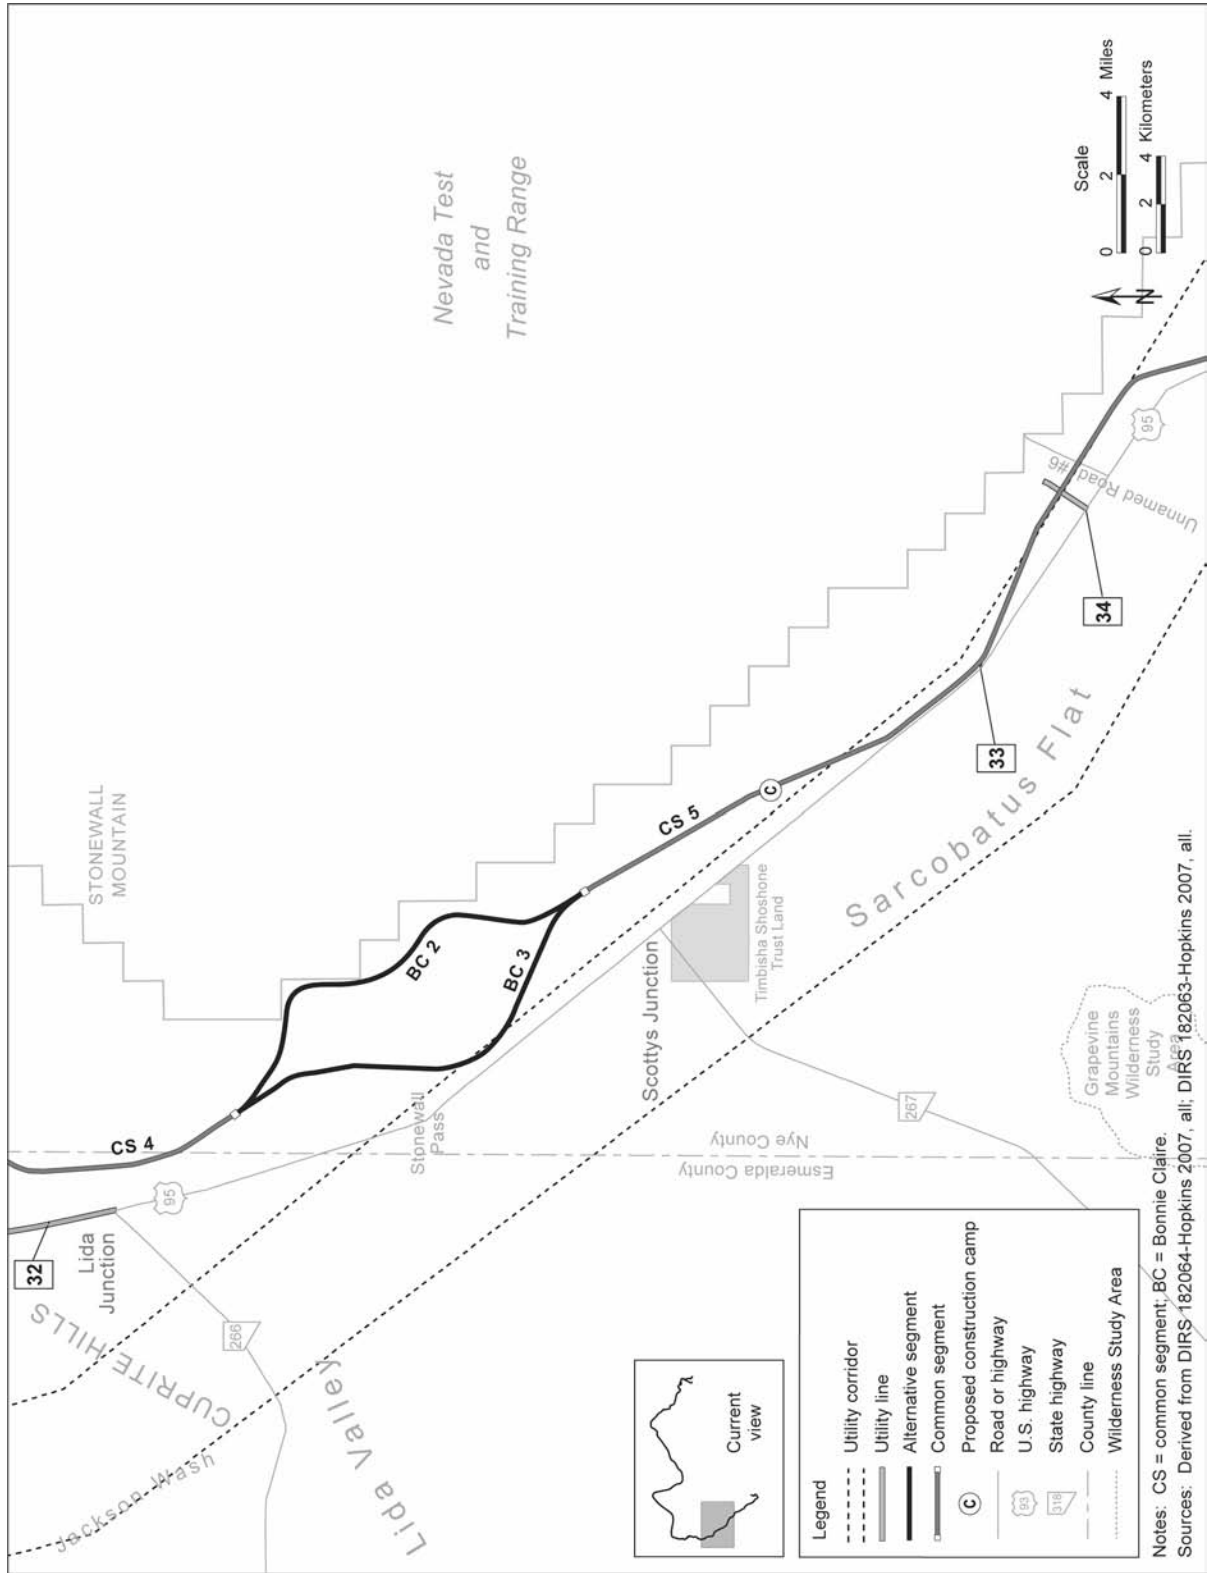 Nevada Test
and
Training Range
STONEWALL
MOUNTAIN
CS 4
BC 2
BC 3
CS 5
C
32
Lida
Junction
95
CUPRITE HILLS
266
Jackson Wash
Lida Valley
Stonewall
Pass
Esmeralda County
Nye County
Scottys Junction
Timbisha Shoshone
Trust Land
267
Sarcobatus Flat
33
34
Unnamed Road #6
95
Grapevine
Mountains
Wilderness
Study
Area
Scale
0 2 4 Miles
0 2 4 Kilometers
N
Current
view
Legend
Utility corridor
Utility line
Alternative segment
Common segment
C Proposed construction camp
Road or highway
93 U.S. highway
318 State highway
County line
Wilderness Study Area
Notes: CS = common segment; BC = Bonnie Claire.
Sources: Derived from DIRS 182064-Hopkins 2007, all; DIRS 182063-Hopkins 2007, all.